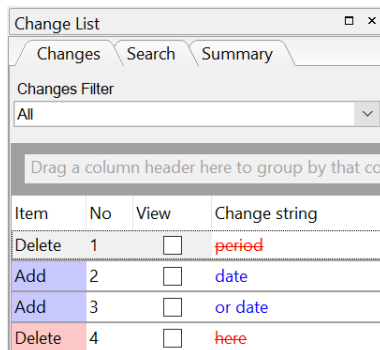 Change List
Changes Search Summary
Changes Filter
All
Drag a column header here to group by that co
Item No View Change string
Delete 1 period
Add 2 date
Add 3 or date
Delete 4 here